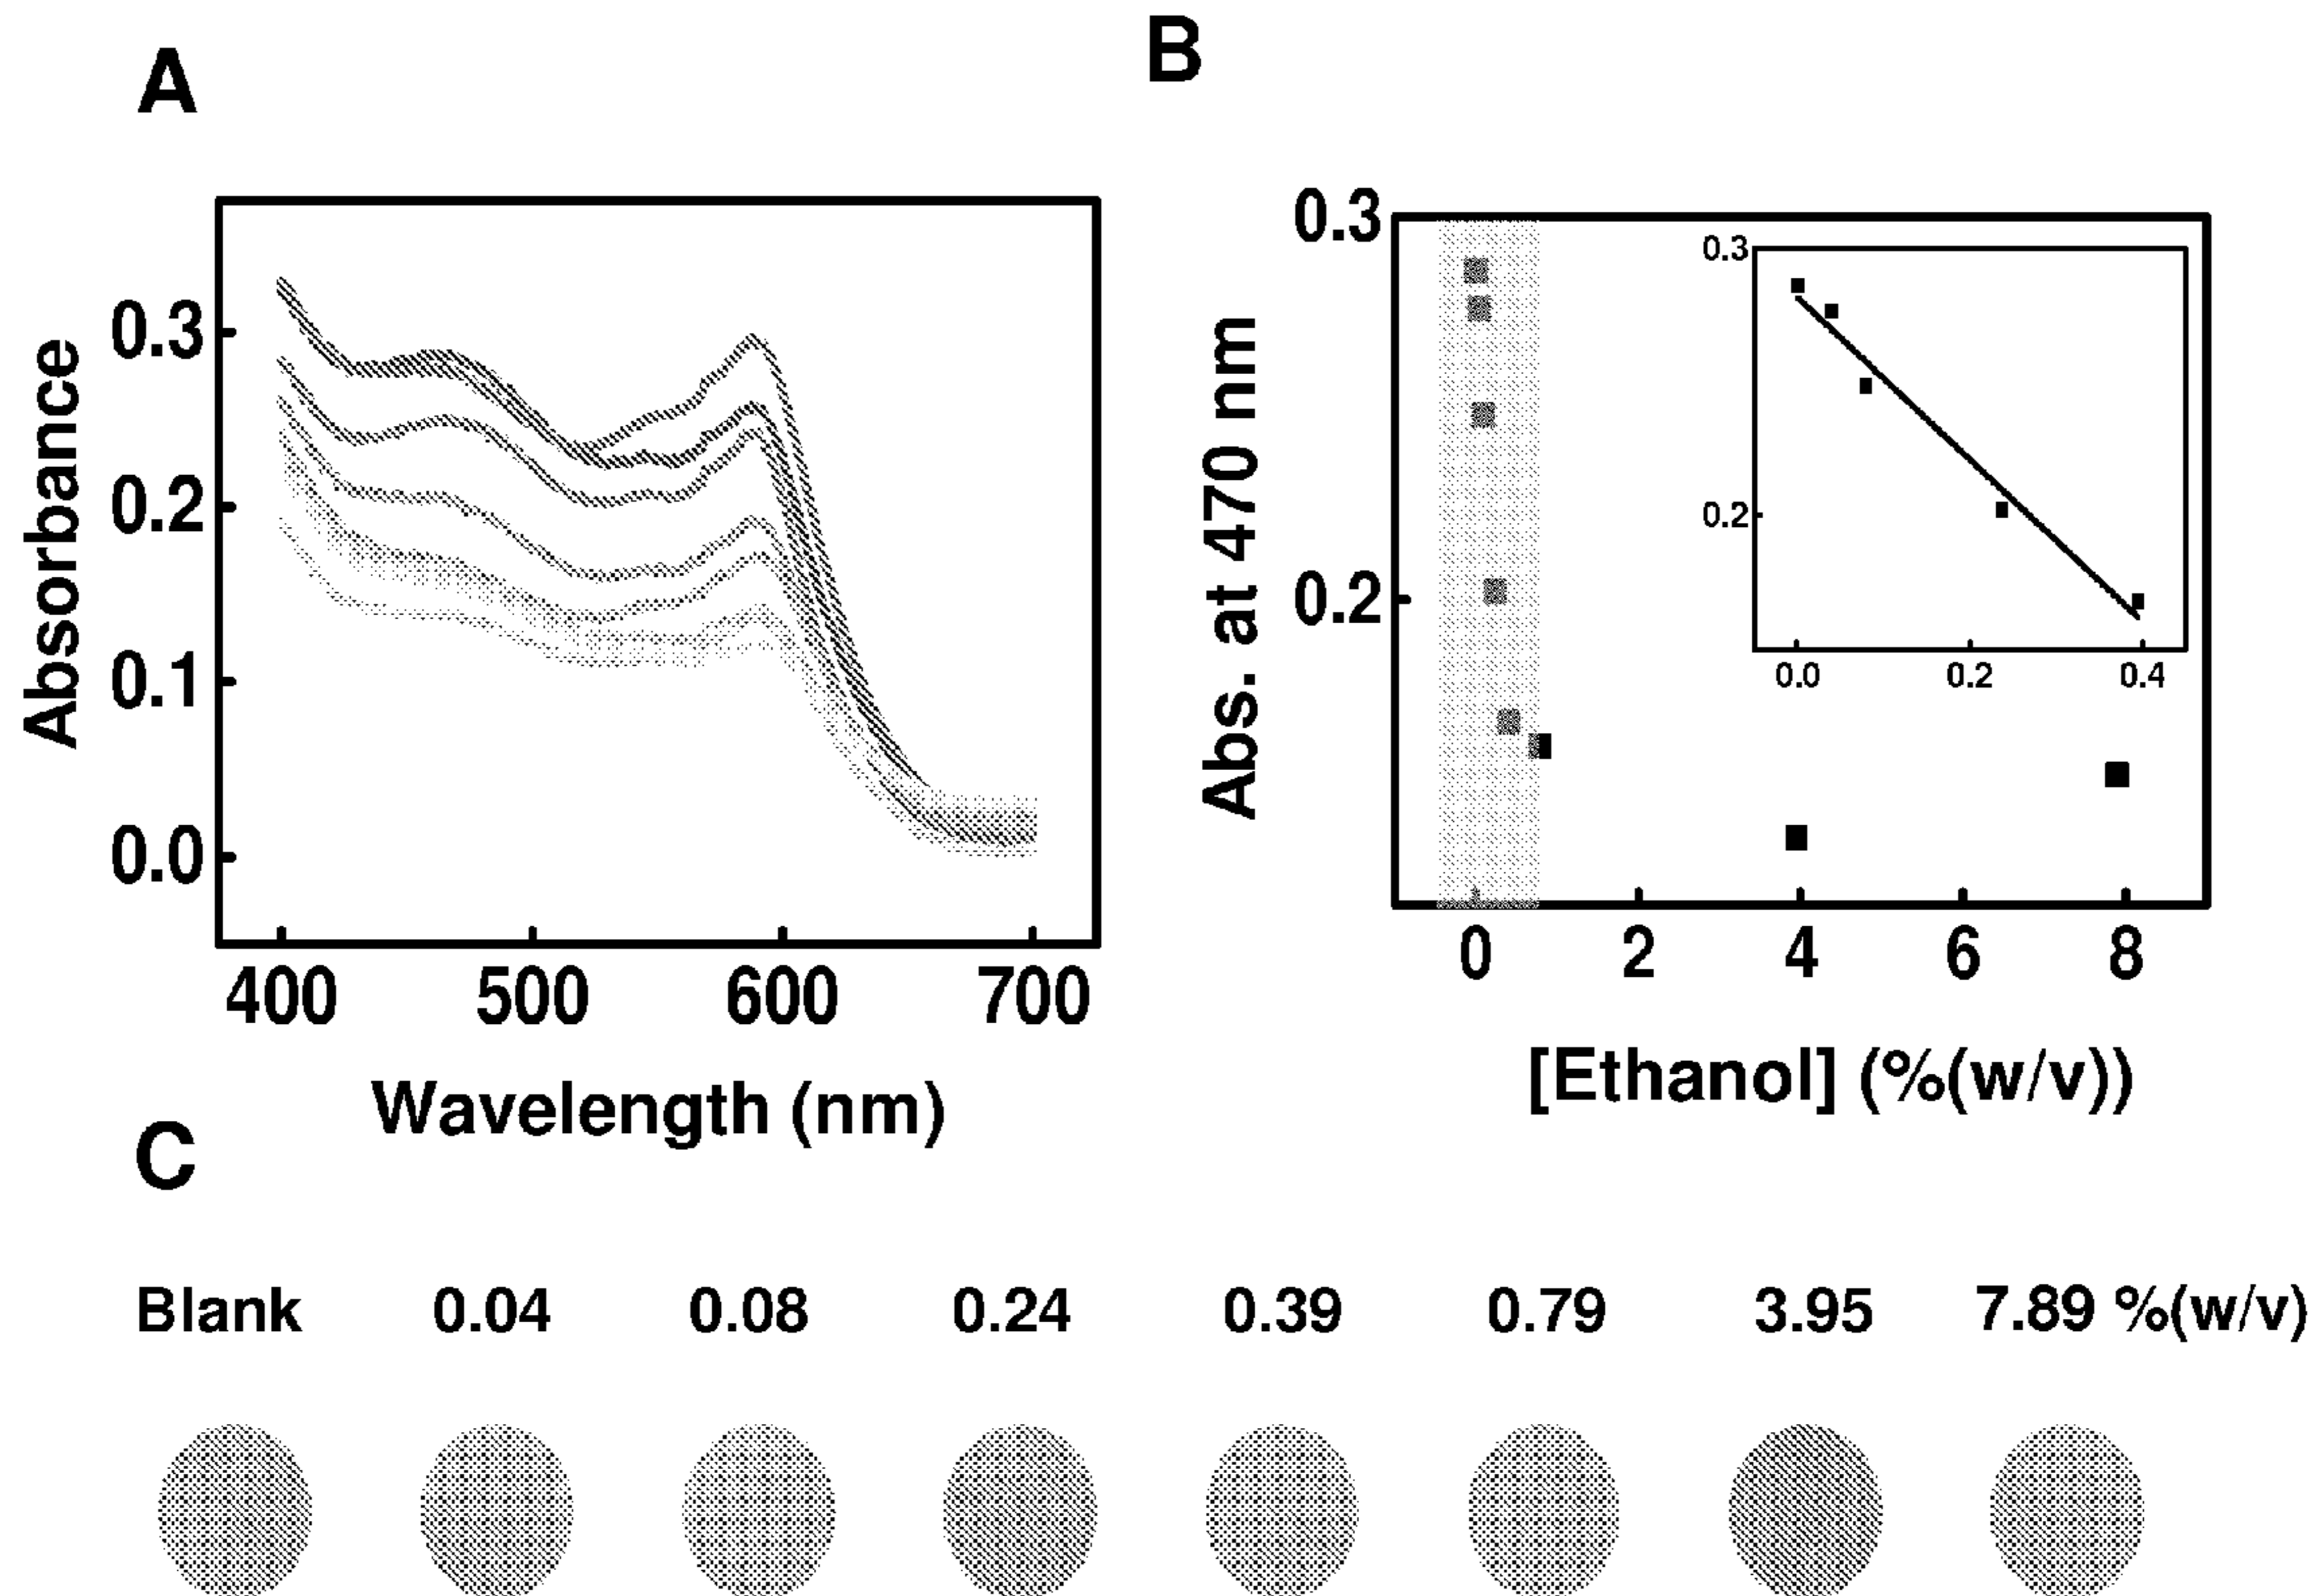 A
B
Absorbance
0.3
0.2
0.1
0.0
400 500 600 700
Wavelength (nm)
Abs. at 470 nm
0.3
0.2
0 2 4 6 8
[Ethanol] (%(w/v))
0.3
0.2
0.0 0.2 0.4
C
Blank 0.04 0.08 0.24 0.39 0.79 3.95 7.89 %(w/v)